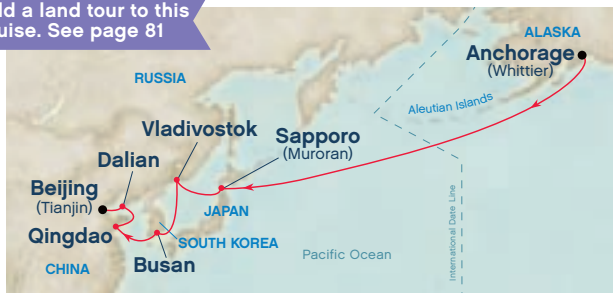 d a land tour to this
uise. See page 81
ALASKA
Anchorage
(Whittier)
RUSSIA
Aleutian Islands
Vladivostok
Sapporo
(Muroran)
Dalian
Beijing
(Tianjin)
JAPAN
Qingdao
SOUTH KOREA
Busan
CHINA
Pacific Ocean
International Date Line